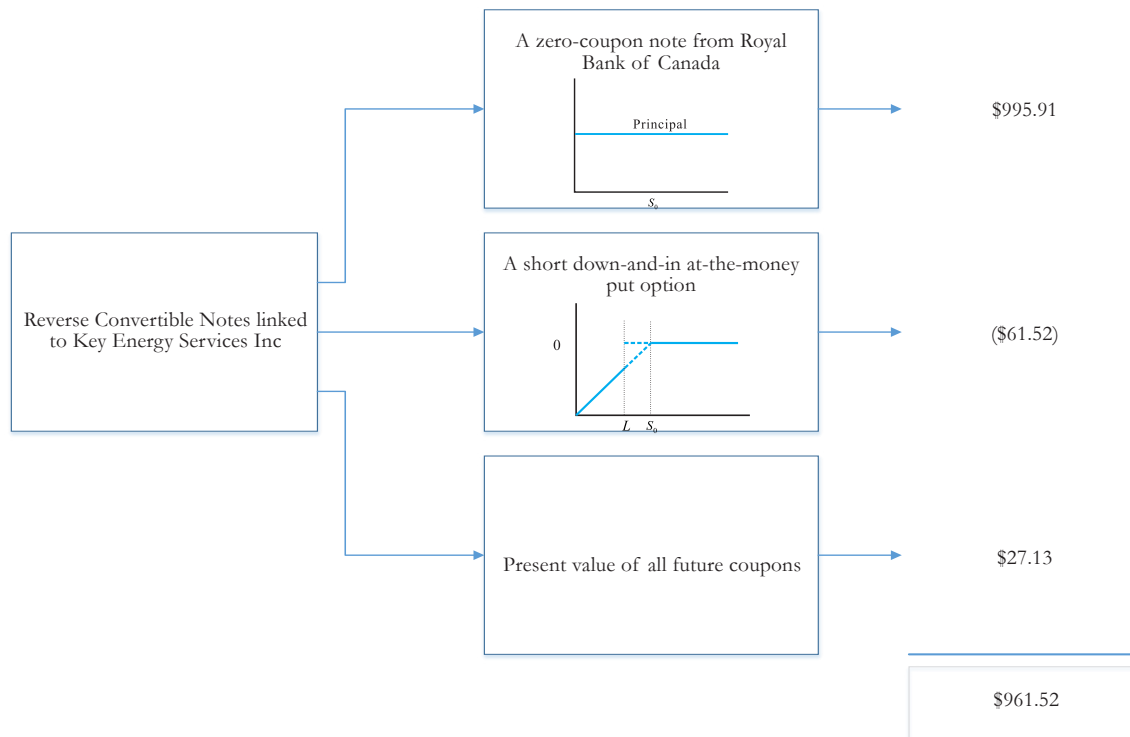 A zero-coupon note from Royal
Bank of Canada
Principal
S₀
$995.91
Reverse Convertible Notes linked
to Key Energy Services Inc
A short down-and-in at-the-money
put option
0
L S₀
($61.52)
Present value of all future coupons
$27.13
$961.52